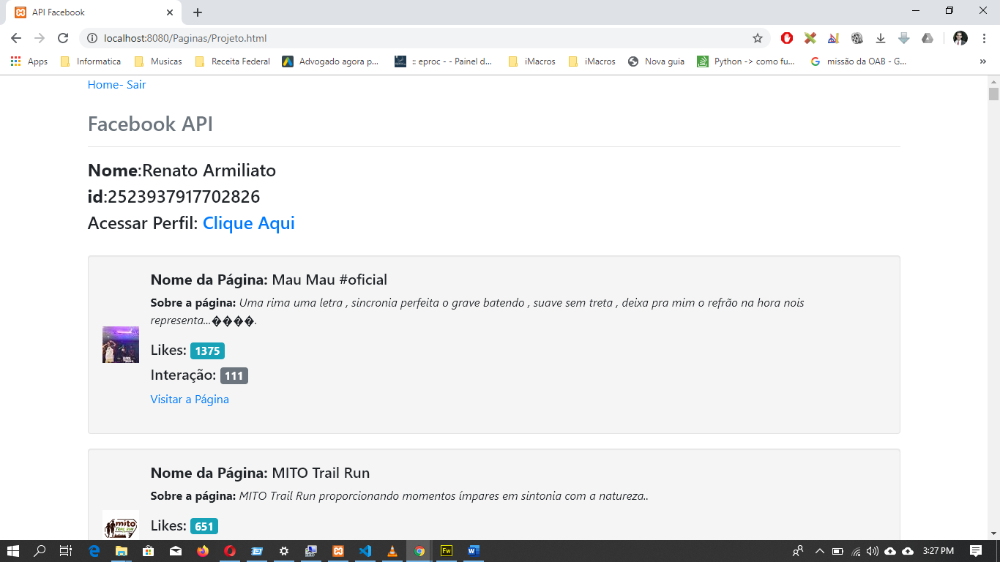 API Facebook
localhost:8080/Paginas/Projeto.html
Apps
Informatica
Musicas
Receita Federal
Advogado agora p...
:: eproc - - Painel d...
iMacros
iMacros
Nova guia
Python -> como fu...
missão da OAB - G...
»
Home- Sair
Facebook API
Nome:Renato Armiliato
id:2523937917702826
Acessar Perfil: Clique Aqui
Nome da Página: Mau Mau #oficial
Sobre a página: Uma rima uma letra , sincronia perfeita o grave batendo , suave sem treta , deixa pra mim o refrão na hora nois
representa...����.
Likes: 1375
Interação: 111
Visitar a Página
Nome da Página: MITO Trail Run
Sobre a página: MITO Trail Run proporcionando momentos ímpares em sintonia com a natureza..
mito
TRAIL RUN
Likes: 651
Fw
3:27 PM